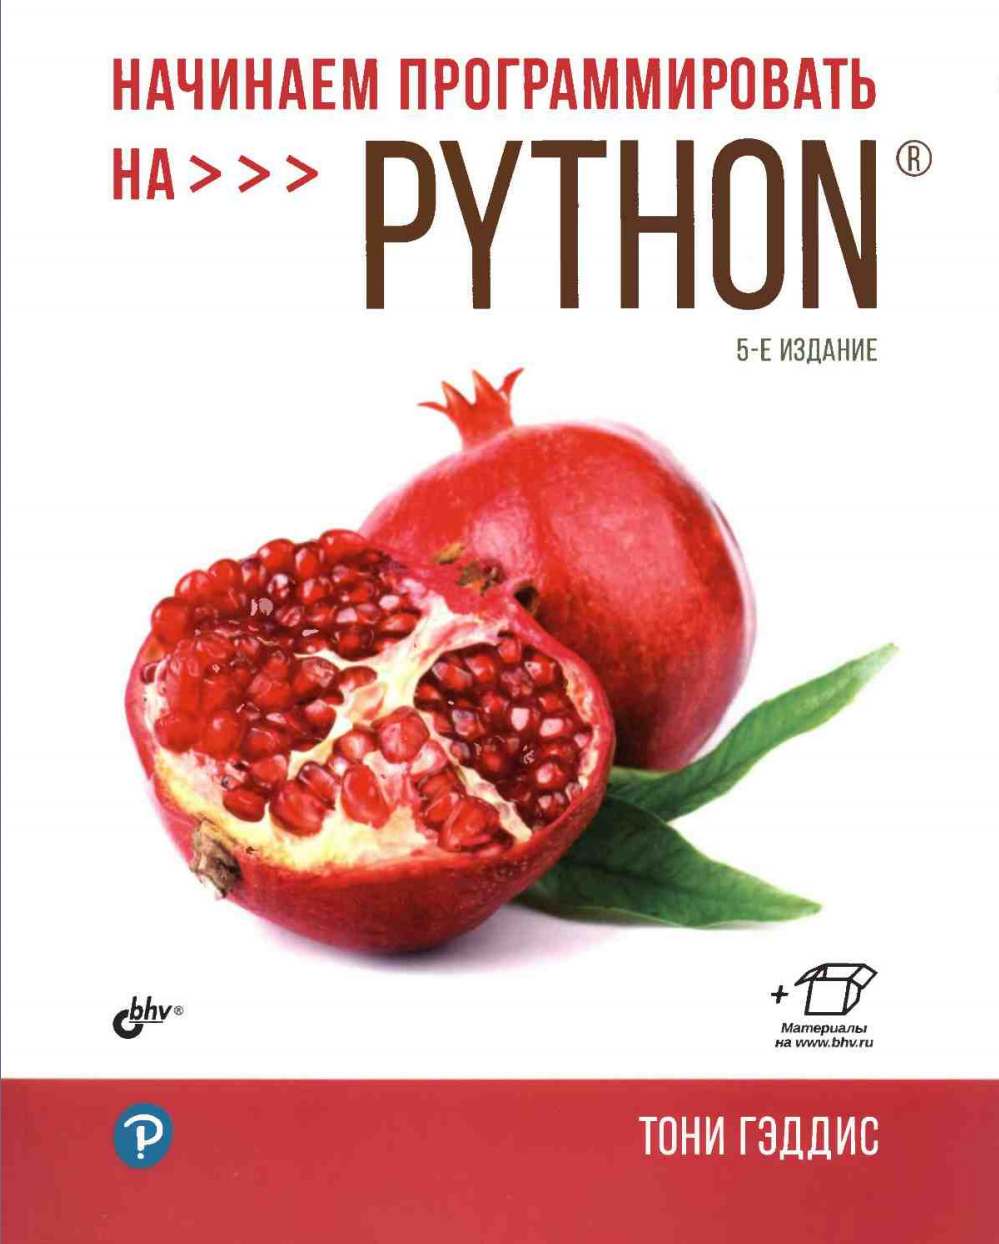 НАЧИНАЕМ ПРОГРАММИРОВАТЬ
НА>>> PYTHON®
5-Е ИЗДАНИЕ
bhv®
+
Материалы
на www.bhv.ru
P
ТОНИ ГЭДДИС